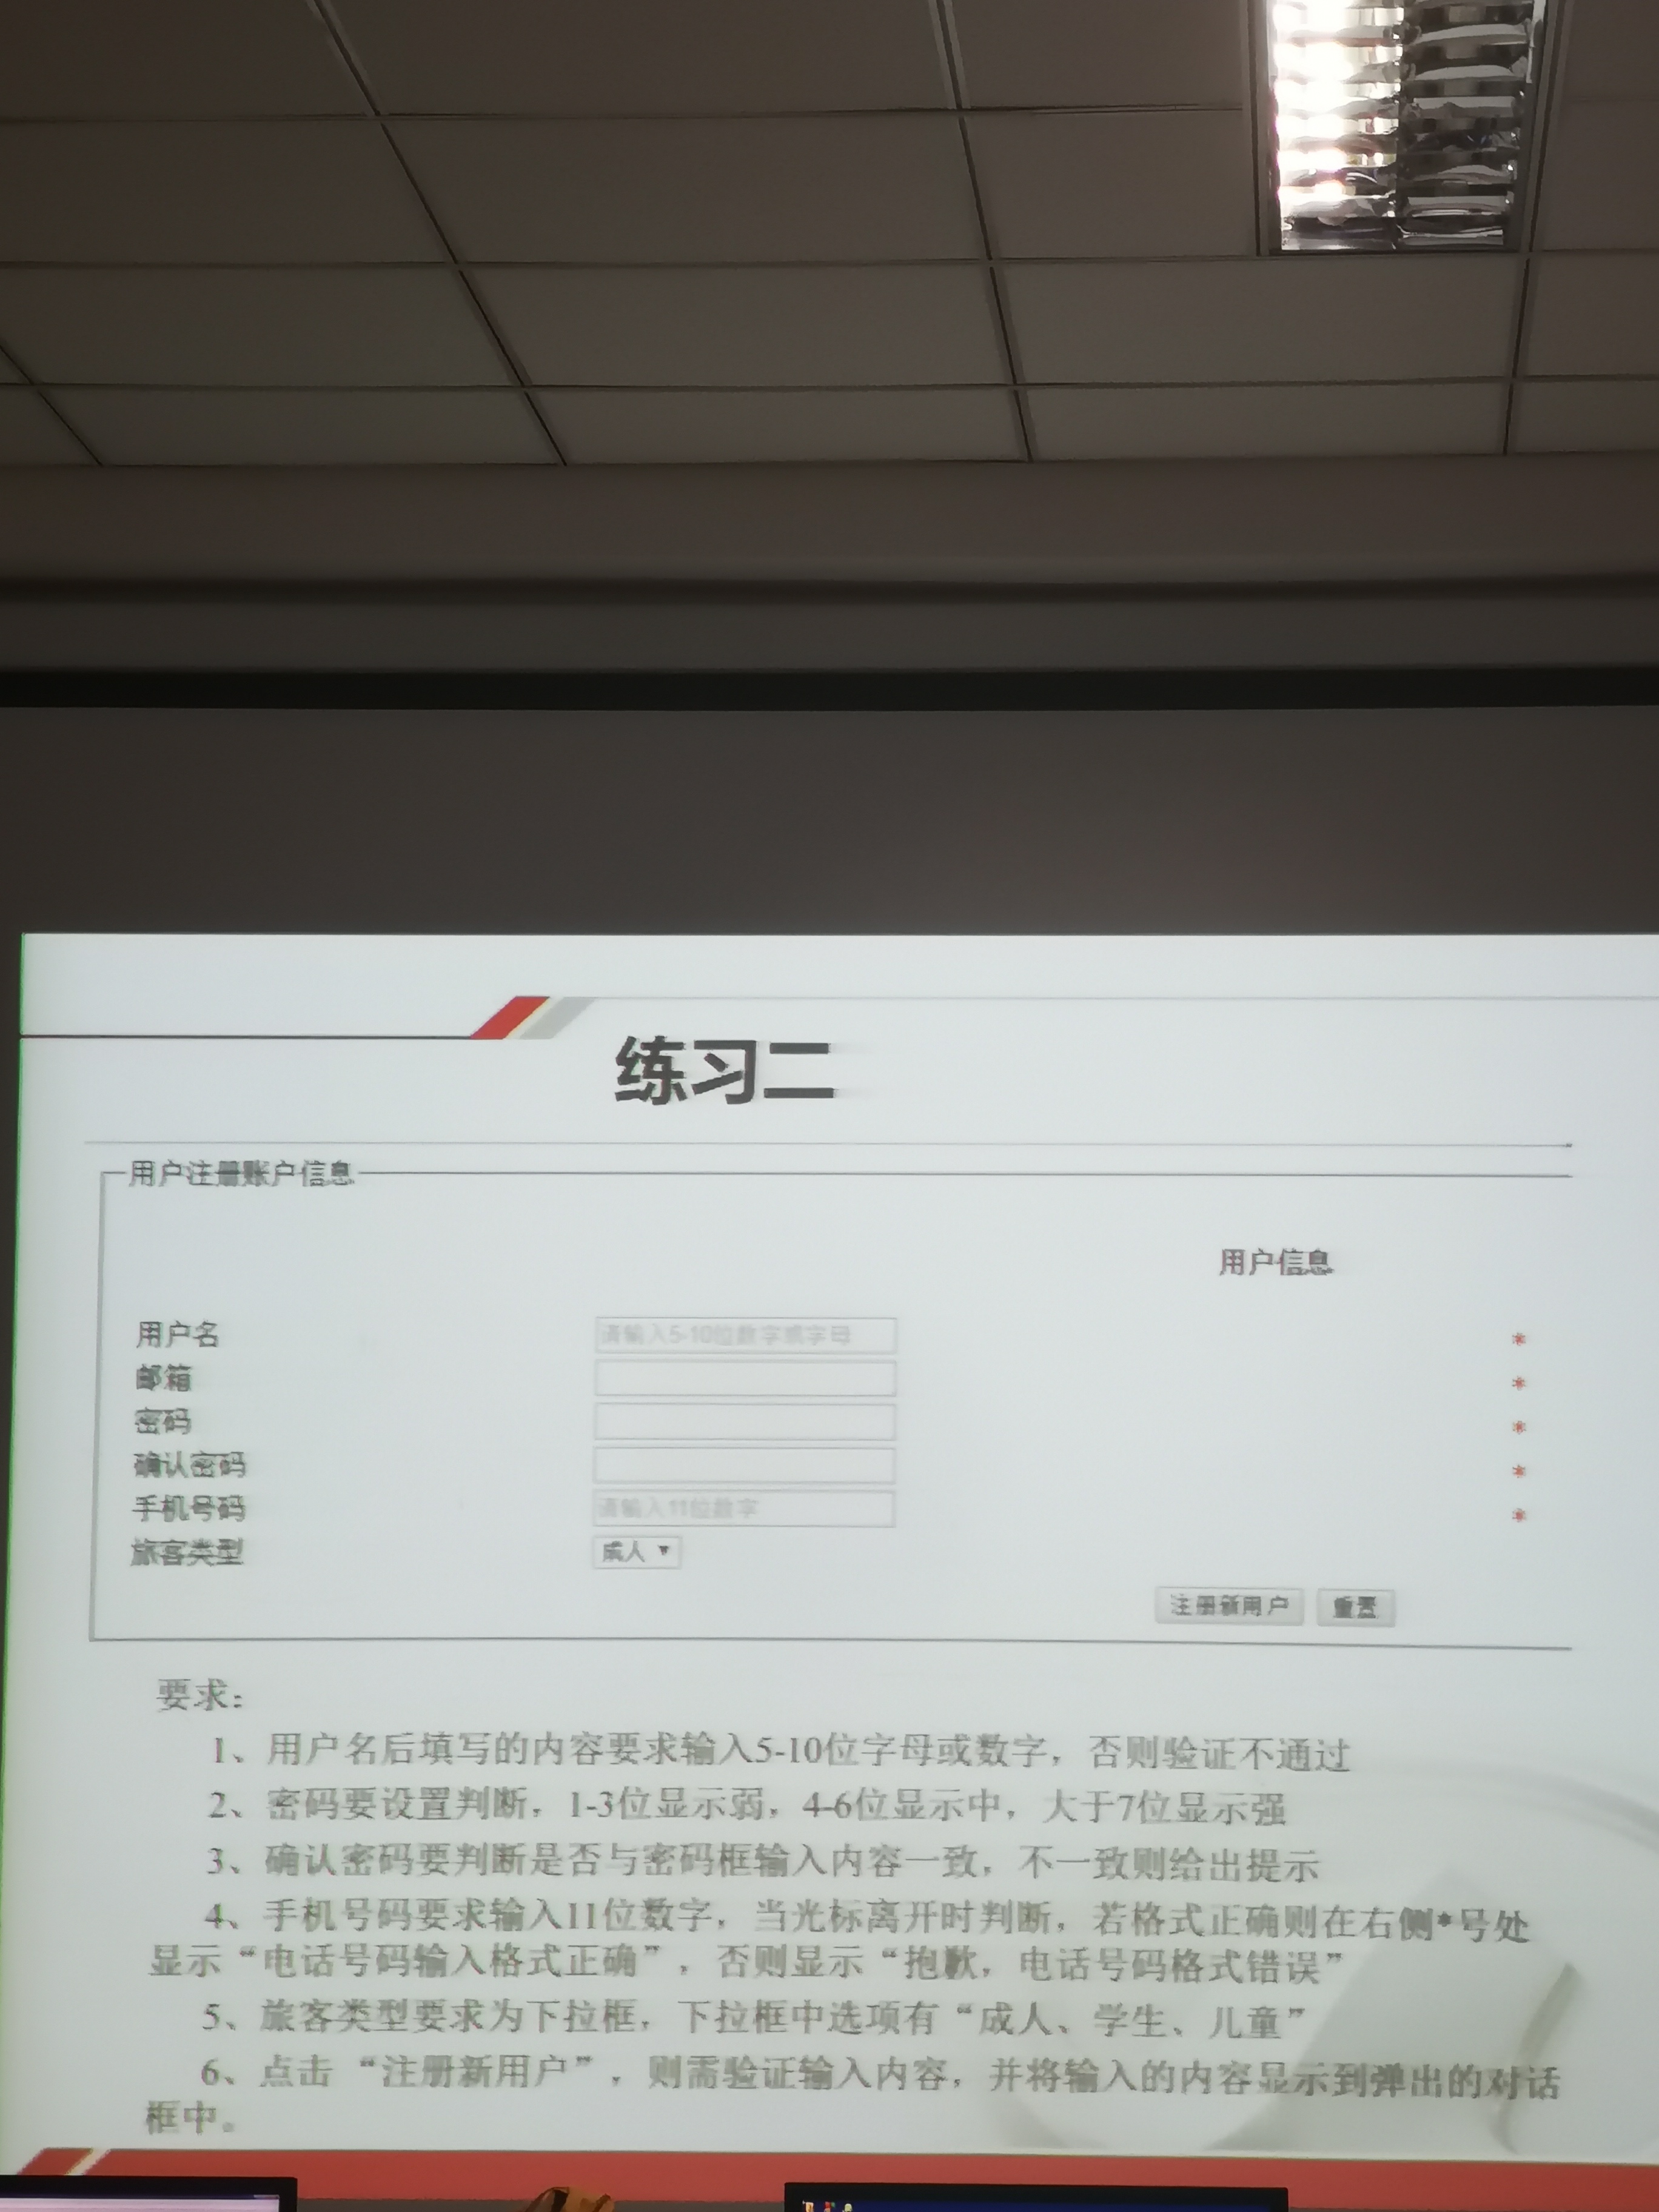 练习二
用户注册账户信息
用户信息
用户名 请输入5-10位数字或字母 *
邮箱 *
密码 *
确认密码 *
手机号码 请输入11位数字 *
旅客类型 成人
注册新用户 重置
要求：
1、用户名后填写的内容要求输入5-10位字母或数字，否则验证不通过
2、密码要设置判断，1-3位显示弱，4-6位显示中，大于7位显示强
3、确认密码要判断是否与密码框输入内容一致，不一致则给出提示
4、手机号码要求输入11位数字，当光标离开时判断，若格式正确则在右侧*号处
显示“电话号码输入格式正确”，否则显示“抱歉，电话号码格式错误”
5、旅客类型要求为下拉框，下拉框中选项有“成人、学生、儿童”
6、点击 “注册新用户”，则需验证输入内容，并将输入的内容显示到弹出的对话
框中。